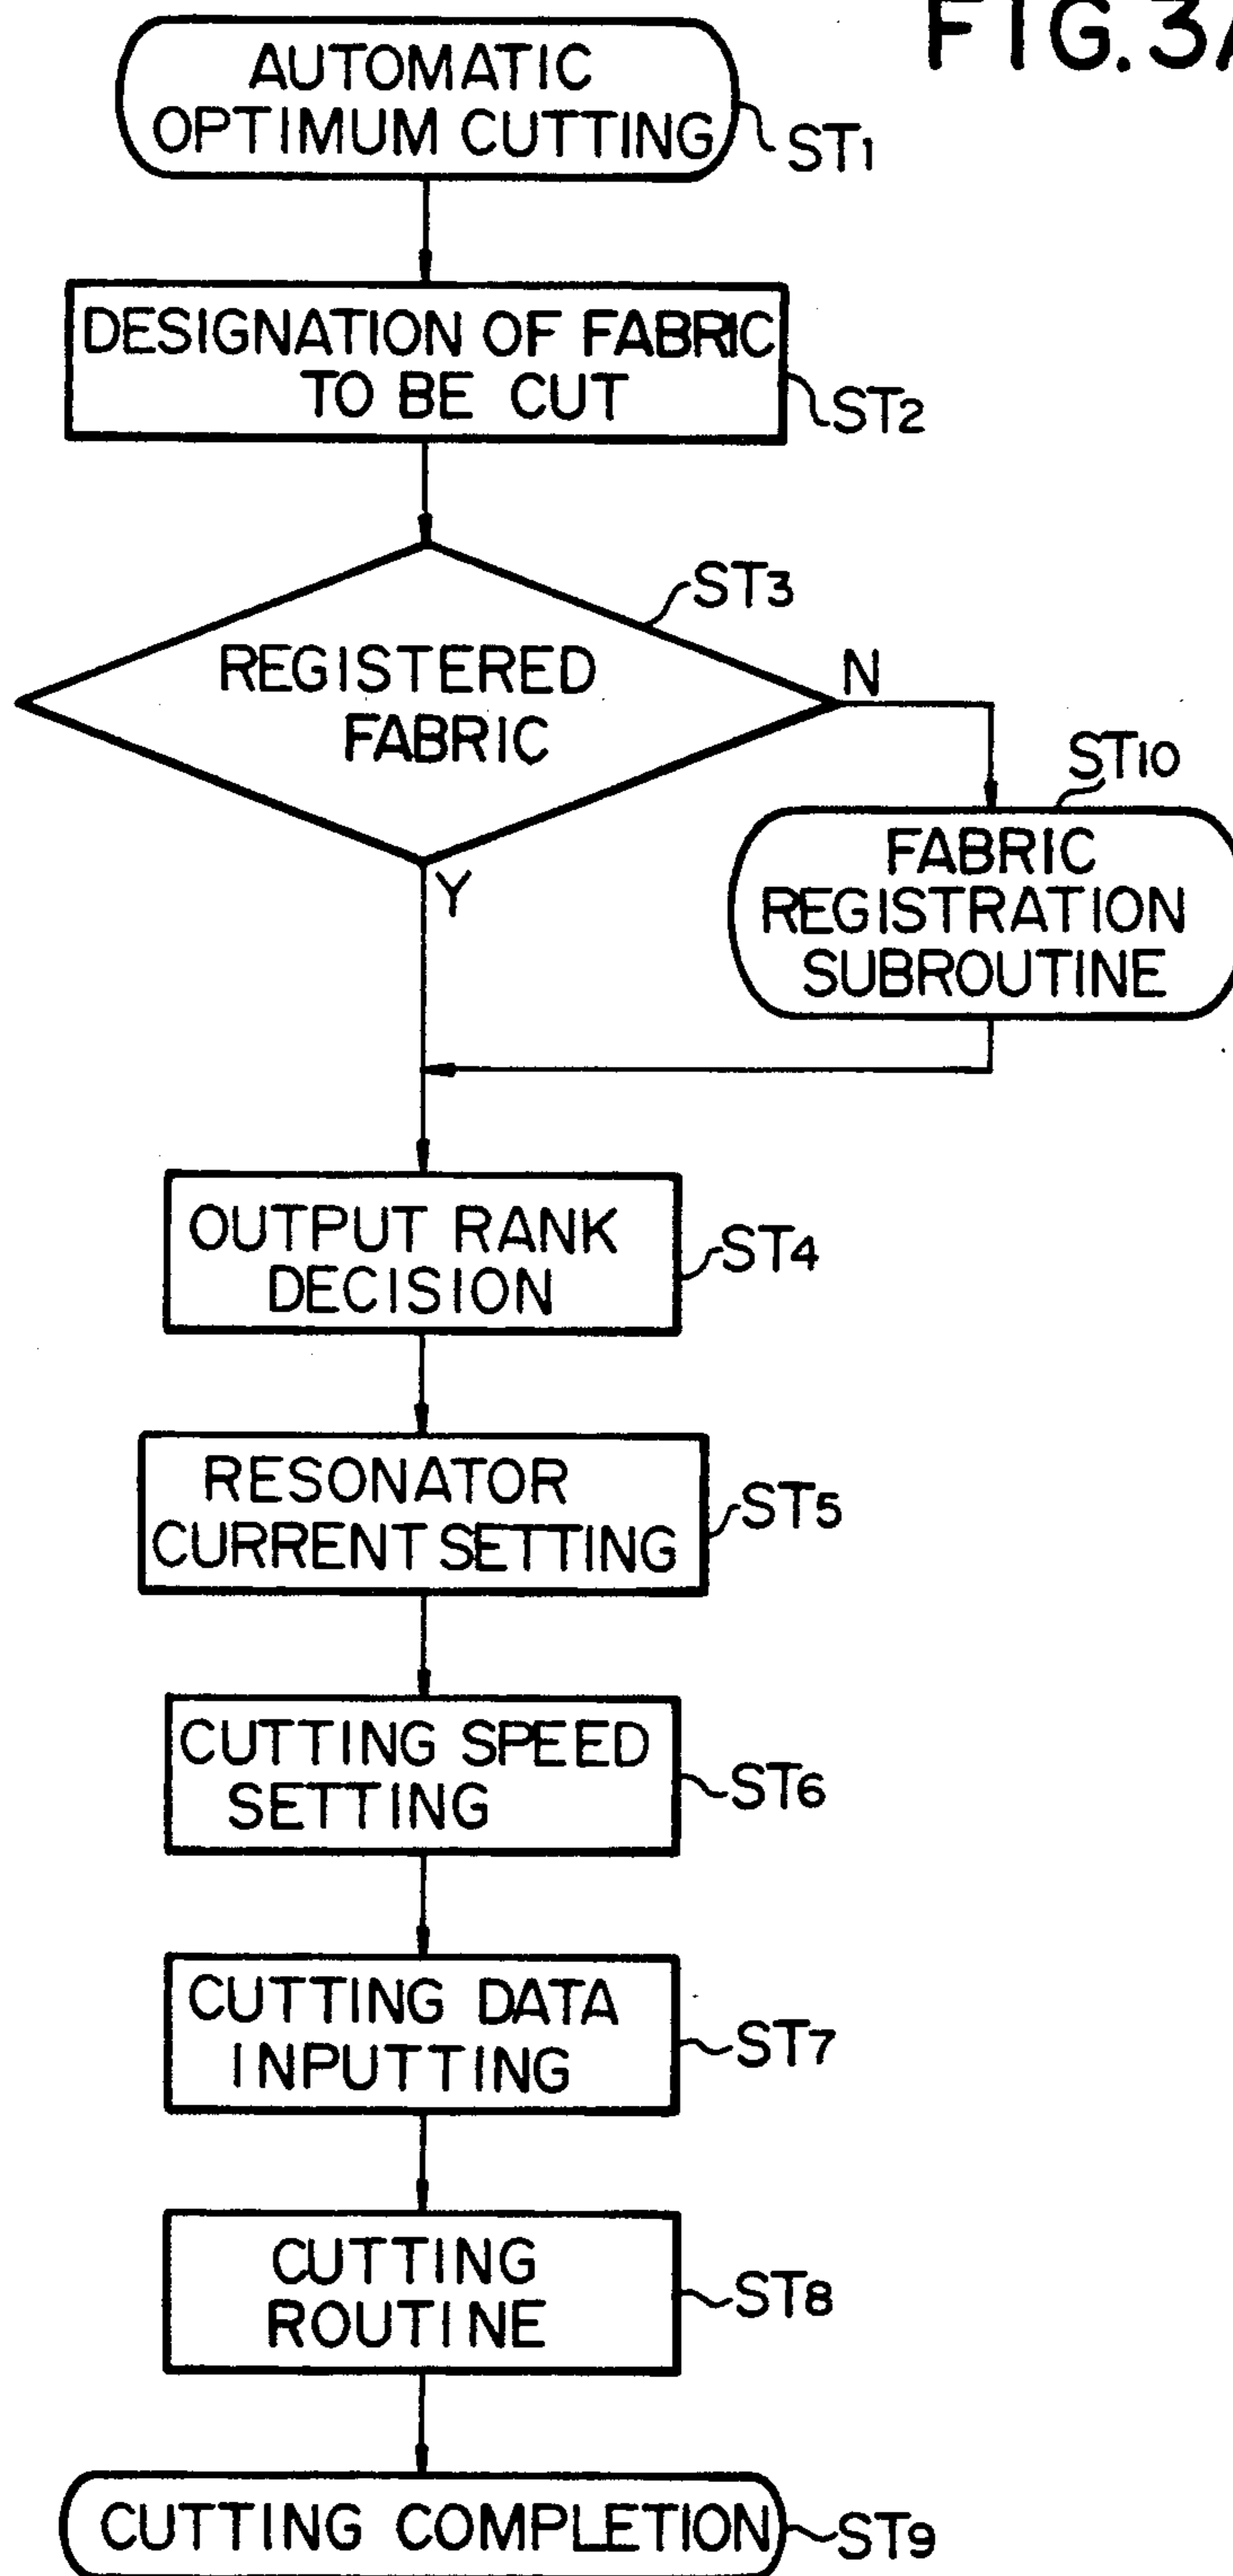 FIG. 3A
AUTOMATIC
OPTIMUM CUTTING
ST1
DESIGNATION OF FABRIC
TO BE CUT
ST2
ST3
REGISTERED
FABRIC
N
Y
ST10
FABRIC
REGISTRATION
SUBROUTINE
OUTPUT RANK
DECISION
ST4
RESONATOR
CURRENT SETTING
ST5
CUTTING SPEED
SETTING
ST6
CUTTING DATA
INPUTTING
ST7
CUTTING
ROUTINE
ST8
CUTTING COMPLETION
ST9